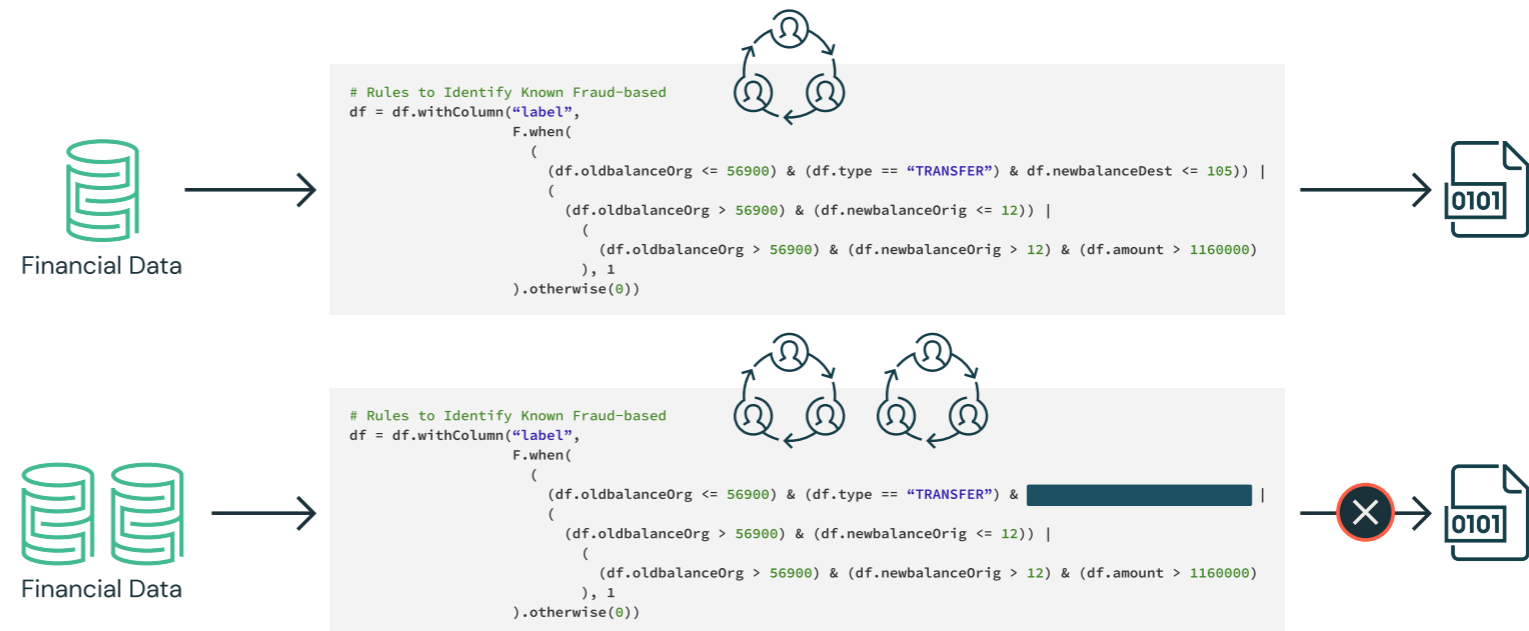 # Rules to Identify Known Fraud-based
df = df.withColumn(“label”,
F.when(
(
(df.oldbalanceOrg <= 56900) & (df.type == “TRANSFER”) & df.newbalanceDest <= 105)) |
(
(df.oldbalanceOrg > 56900) & (df.newbalanceOrig <= 12)) |
(
(df.oldbalanceOrg > 56900) & (df.newbalanceOrig > 12) & (df.amount > 1160000)
), 1
).otherwise(0))
Financial Data
0101
# Rules to Identify Known Fraud-based
df = df.withColumn(“label”,
F.when(
(
(df.oldbalanceOrg <= 56900) & (df.type == “TRANSFER”) & |
(
(df.oldbalanceOrg > 56900) & (df.newbalanceOrig <= 12)) |
(
(df.oldbalanceOrg > 56900) & (df.newbalanceOrig > 12) & (df.amount > 1160000)
), 1
).otherwise(0))
Financial Data
0101